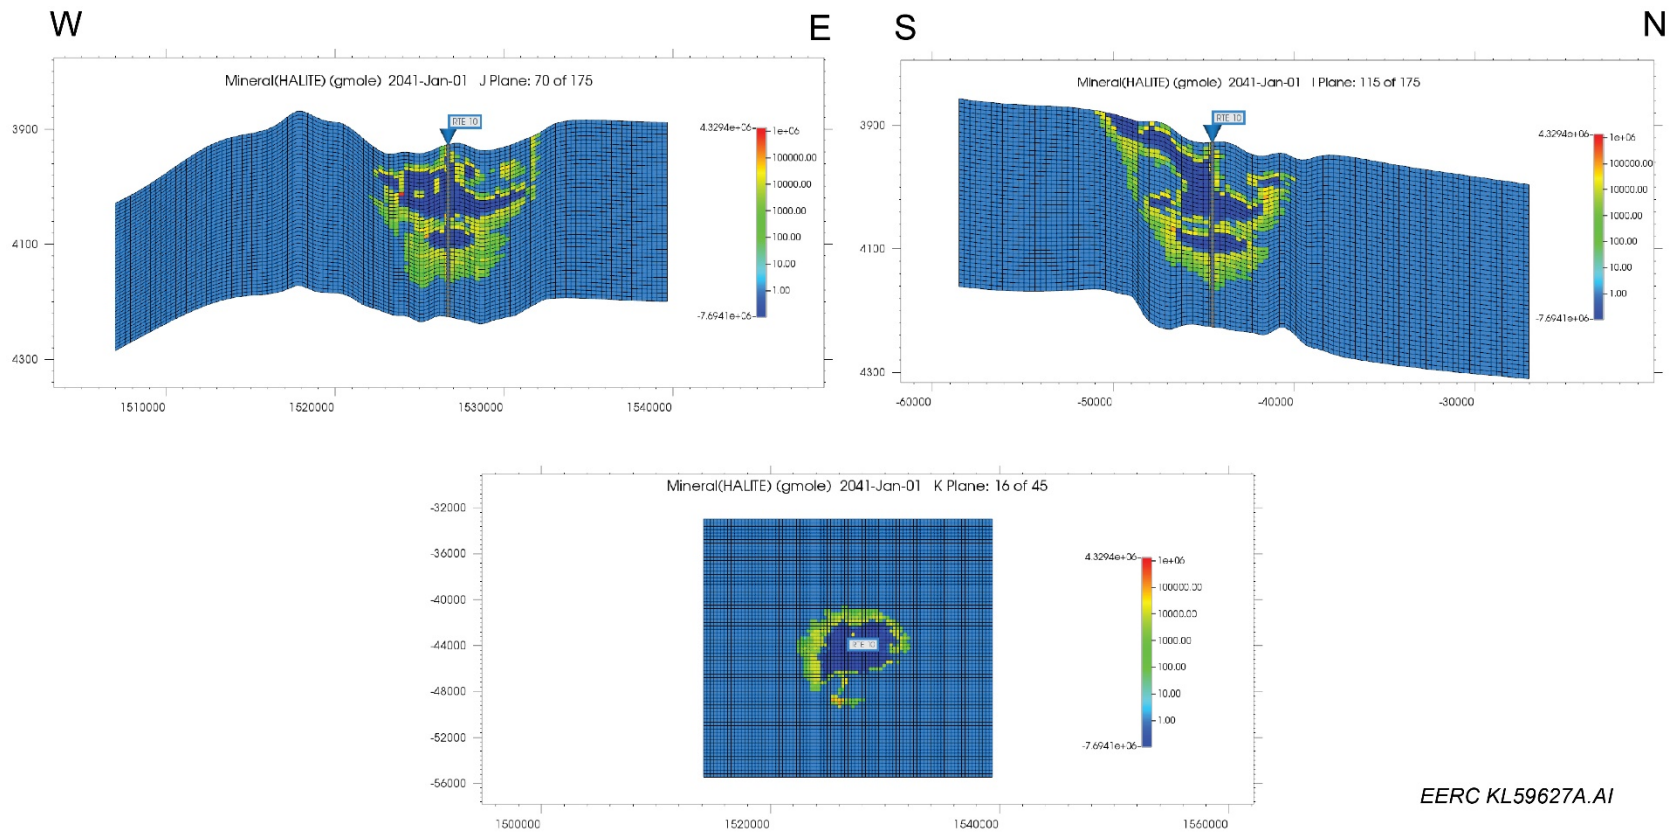 W E S N
Mineral(HALITE) (gmole) 2041-Jan-01 J Plane: 70 of 175
RTE 10
3900
4100
4300
1510000 1520000 1530000 1540000
4.3294e+06 1e+06
100000.00
10000.00
1000.00
100.00
10.00
1.00
-7.6941e+06
Mineral(HALITE) (gmole) 2041-Jan-01 I Plane: 115 of 175
RTE 10
3900
4100
4300
-60000 -50000 -40000 -30000
4.3294e+06 1e+06
100000.00
10000.00
1000.00
100.00
10.00
1.00
-7.6941e+06
Mineral(HALITE) (gmole) 2041-Jan-01 K Plane: 16 of 45
-32000
-36000
-40000
-44000
-48000
-52000
-56000
RTE 10
1500000 1520000 1540000 1560000
4.3294e+06 1e+06
100000.00
10000.00
1000.00
100.00
10.00
1.00
-7.6941e+06
EERC KL59627A.AI